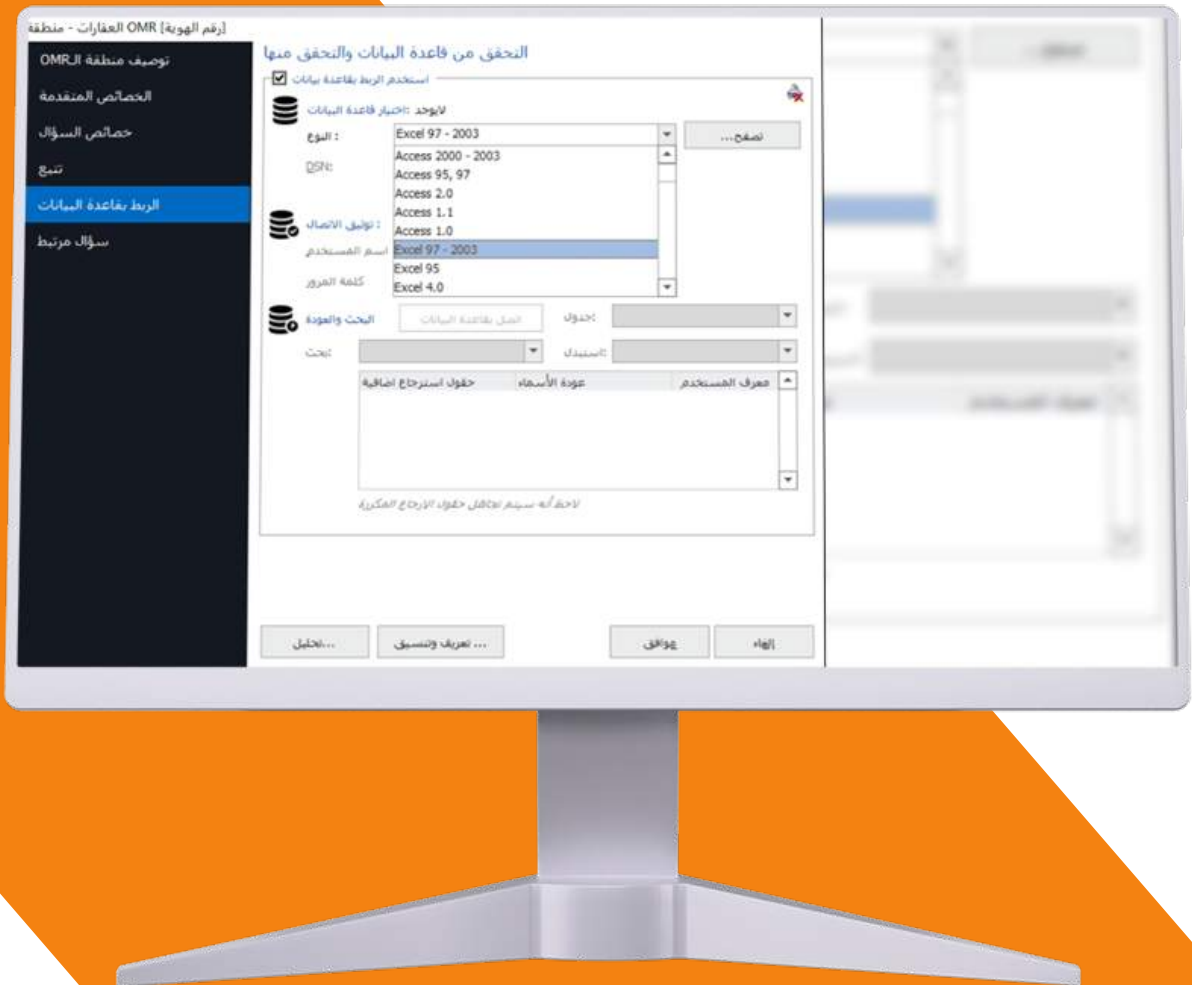 [رقم الهوية] OMR العقارات - منطقة
توصيف منطقة الـOMR
الخصائص المتقدمة
خصائص السؤال
تتبع
الربط بقاعدة البيانات
سؤال مرتبط
التحقق من قاعدة البيانات والتحقق منها
استخدم الربط بقاعدة بيانات
لايوجد :اختيار قاعدة البيانات
النوع :
Excel 97 - 2003
تصفح...
DSN:
Access 2000 - 2003
Access 95, 97
Access 2.0
Access 1.1
Access 1.0
Excel 97 - 2003
Excel 95
Excel 4.0
توثيق الاتصال :
اسم المستخدم
كلمة المرور
البحث والعودة
اتصل بقاعدة البيانات
جدول:
بحث:
استبدل:
حقول استرجاع اضافية
عودة الأسماء
معرف المستخدم
لاحظ أنه سيتم تجاهل حقول الارجاع المكررة
...تحليل
... تعريف وتنسيق
موافق
إلغاء